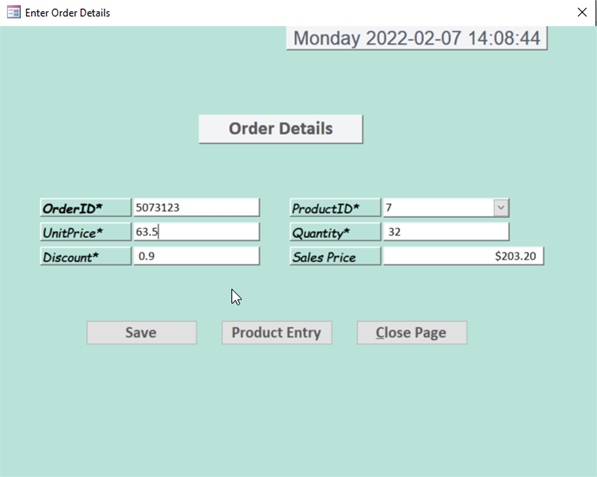 Enter Order Details
Monday 2022-02-07 14:08:44
Order Details
OrderID* 5073123 ProductID* 7
UnitPrice* 63.5 Quantity* 32
Discount* 0.9 Sales Price $203.20
Save Product Entry Close Page